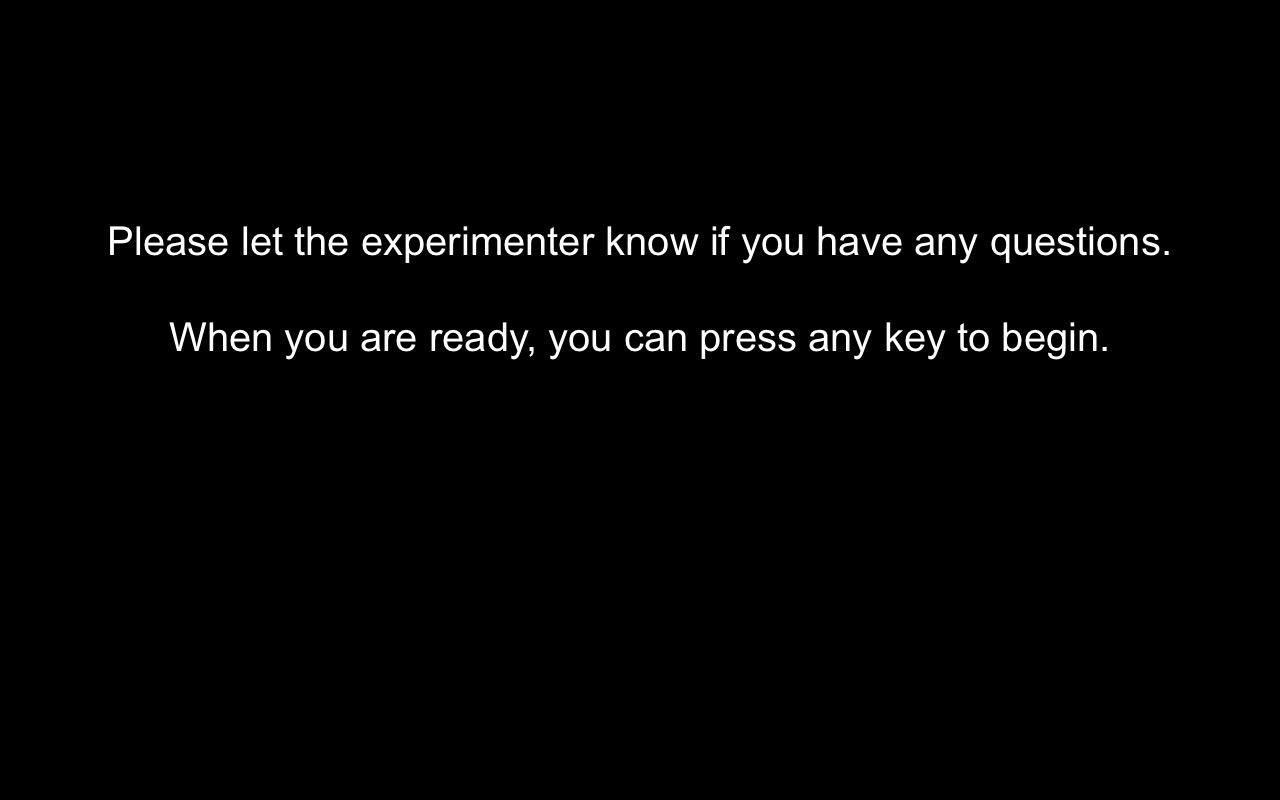 Please let the experimenter know if you have any questions.
When you are ready, you can press any key to begin.